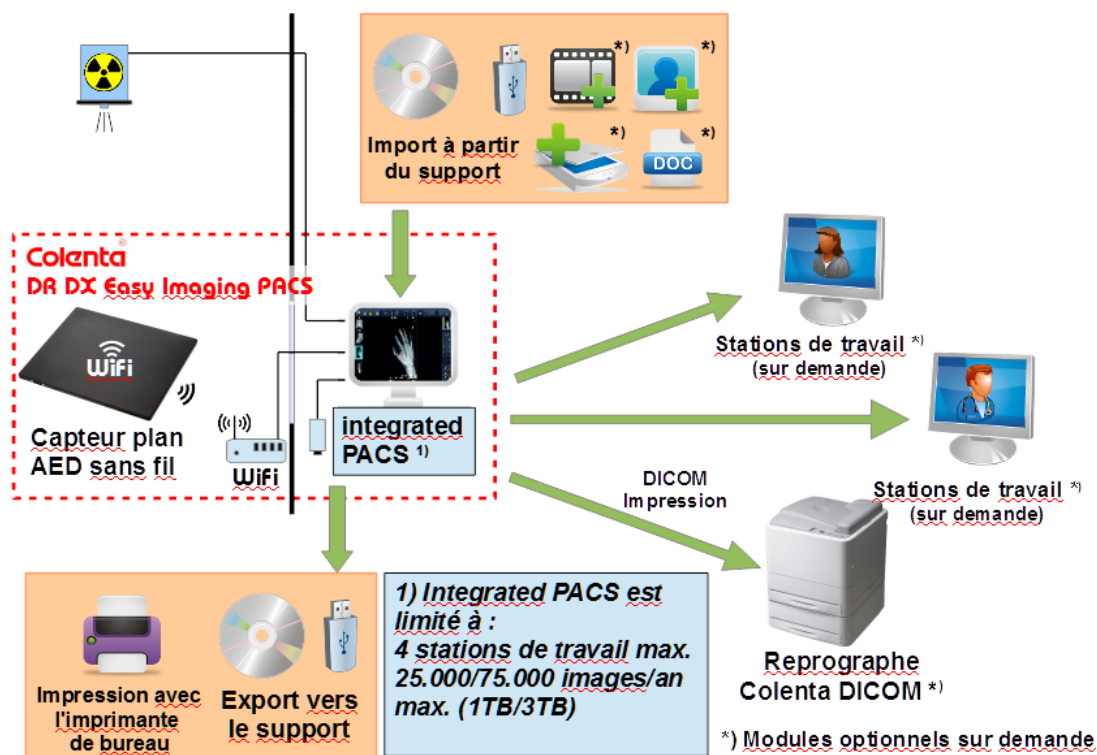 *)
*)
Import à partir
du support
*)
*)
DOC
Colenta®
DR DX Easy Imaging PACS
WiFi
Capteur plan
AED sans fil
WiFi
integrated
PACS 1)
Stations de travail *)
(sur demande)
Stations de travail *)
(sur demande)
DICOM
Impression
Impression avec
l'imprimante
de bureau
Export vers
le support
1) Integrated PACS est
limité à :
4 stations de travail max.
25.000/75.000 images/an
max. (1TB/3TB)
Reprographe
Colenta DICOM *)
*) Modules optionnels sur demande